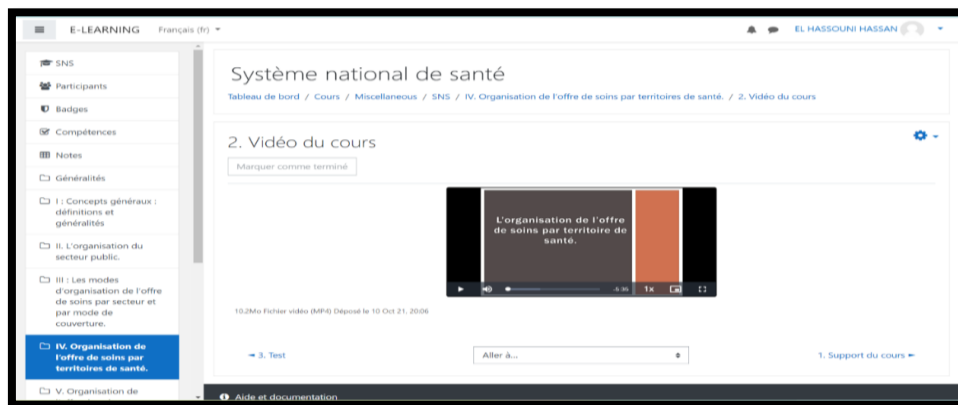 E-LEARNING Français (fr)
EL HASSOUNI HASSAN
SNS
Participants
Badges
Compétences
Notes
Généralités
I : Concepts généraux :
définitions et
généralités
II. L'organisation du
secteur public.
III : Les modes
d'organisation de l'offre
de soins par secteur et
par mode de
couverture.
IV. Organisation de
l'offre de soins par
territoires de santé.
V. Organisation de
Système national de santé
Tableau de bord / Cours / Miscellaneous / SNS / IV. Organisation de l'offre de soins par territoires de santé. / 2. Vidéo du cours
2. Vidéo du cours
Marquer comme terminé
L'organisation de l'offre
de soins par territoire de
santé.
-5:35 1x
10.2Mo Fichier vidéo (MP4) Déposé le 10 Oct 21, 20:06
3. Test
Aller à...
1. Support du cours
Aide et documentation